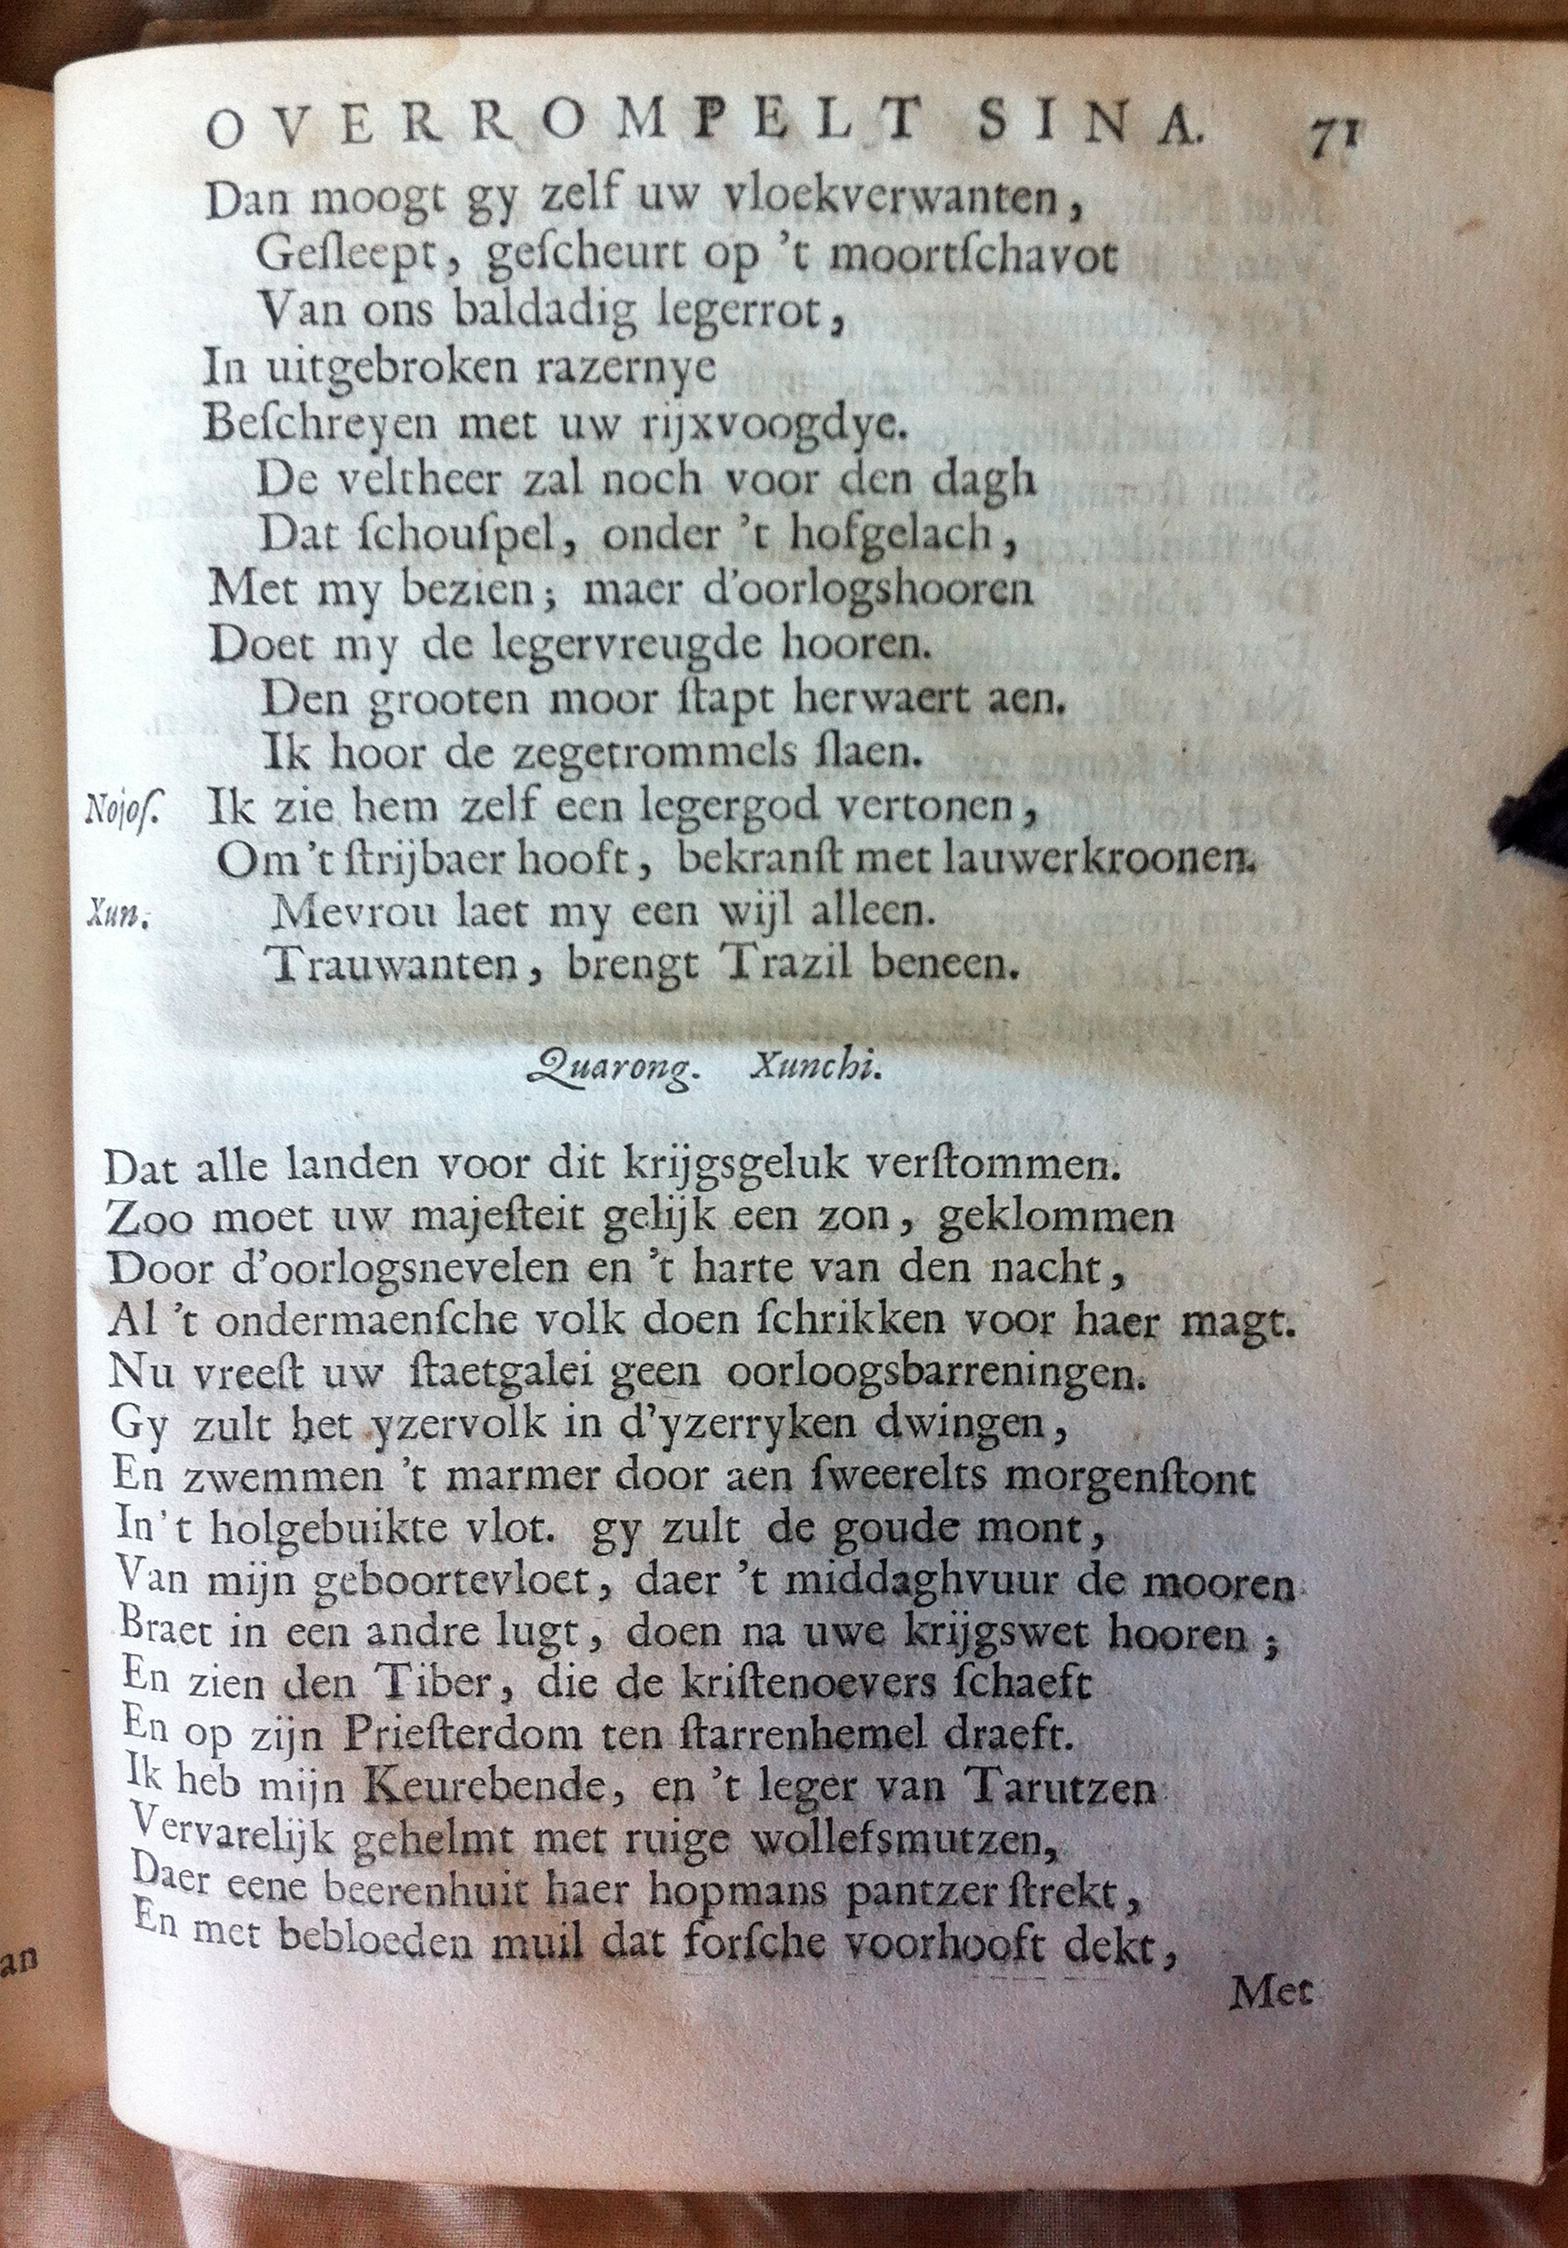 OVERROMPELT SINA. 71
Dan moogt gy zelf uw vloekverwanten,
Geſleept, geſcheurt op 't moortſchavot
Van ons baldadig legerrot,
In uitgebroken razernye
Beſchreyen met uw rijxvoogdye.
De veltheer zal noch voor den dagh
Dat ſchouſpel, onder 't hofgelach,
Met my bezien; maer d'oorlogshooren
Doet my de legervreugde hooren.
Den grooten moor ſtapt herwaert aen.
Ik hoor de zegetrommels ſlaen.
Nojoſ. Ik zie hem zelf een legergod vertonen,
Om 't ſtrijbaer hooft, bekranſt met lauwerkroonen.
Xun. Mevrou laet my een wijl alleen.
Trauwanten, brengt Trazil beneen.
Quarong. Xunchi.
Dat alle landen voor dit krijgsgeluk verſtommen.
Zoo moet uw majeſteit gelijk een zon, geklommen
Door d'oorlogsnevelen en 't harte van den nacht,
Al 't ondermaenſche volk doen ſchrikken voor haer magt.
Nu vreeſt uw ſtaetgalei geen oorloogsbarreningen.
Gy zult het yzervolk in d'yzerryken dwingen,
En zwemmen 't marmer door aen ſweerelts morgenſtont
In 't holgebuikte vlot. gy zult de goude mont,
Van mijn geboortevloet, daer 't middaghvuur de mooren
Braet in een andre lugt, doen na uwe krijgswet hooren;
En zien den Tiber, die de kriſtenoevers ſchaeft
En op zijn Prieſterdom ten ſtarrenhemel draeft.
Ik heb mijn Keurebende, en 't leger van Tarutzen
Vervarelijk gehelmt met ruige wollefsmutzen,
Daer eene beerenhuit haer hopmans pantzer ſtrekt,
En met bebloeden muil dat forſche voorhooft dekt,
Met
an